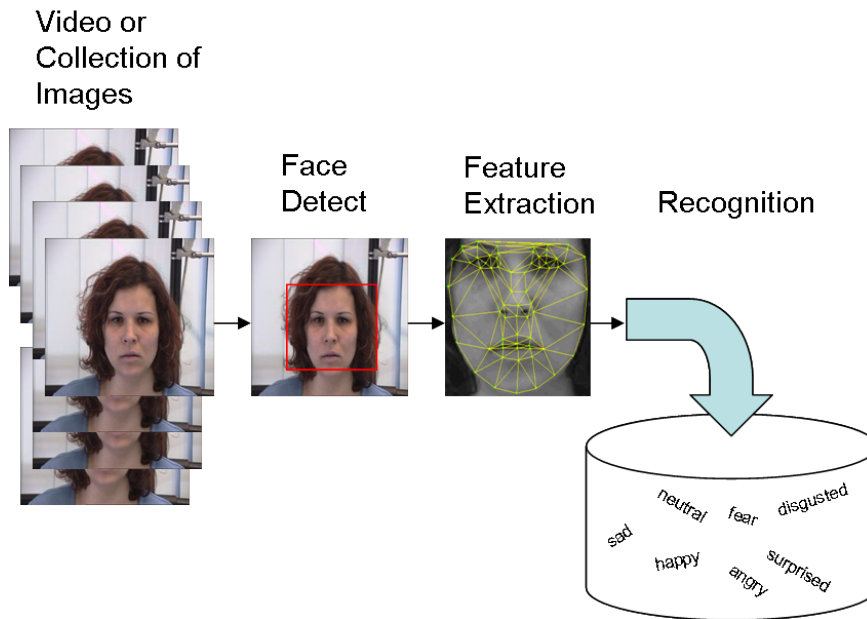 Video or
Collection of
Images
Face
Detect
Feature
Extraction
Recognition
sad
neutral
fear
disgusted
happy
angry
surprised